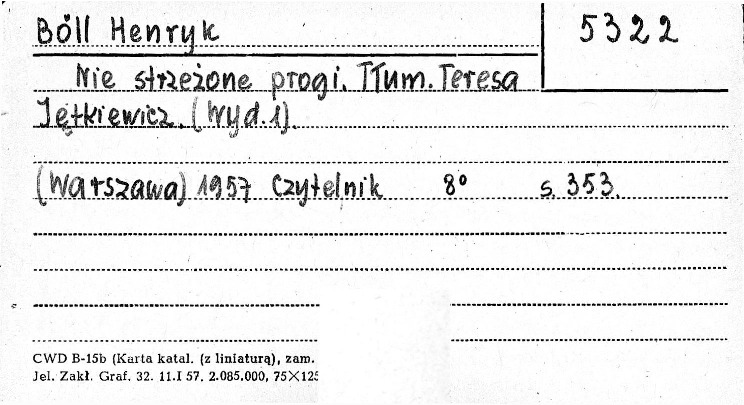 Böll Henryk 5322
Nie strzeżone progi. Tłum. Teresa
Jętkiewicz. (Wyd. 1).
(Warszawa) 1957 Czytelnik 8° s. 353.
CWD B-15b (Karta katal. (z liniaturą), zam.
Jel. Zakł. Graf. 32. 11.I 57. 2.085.000, 75×125